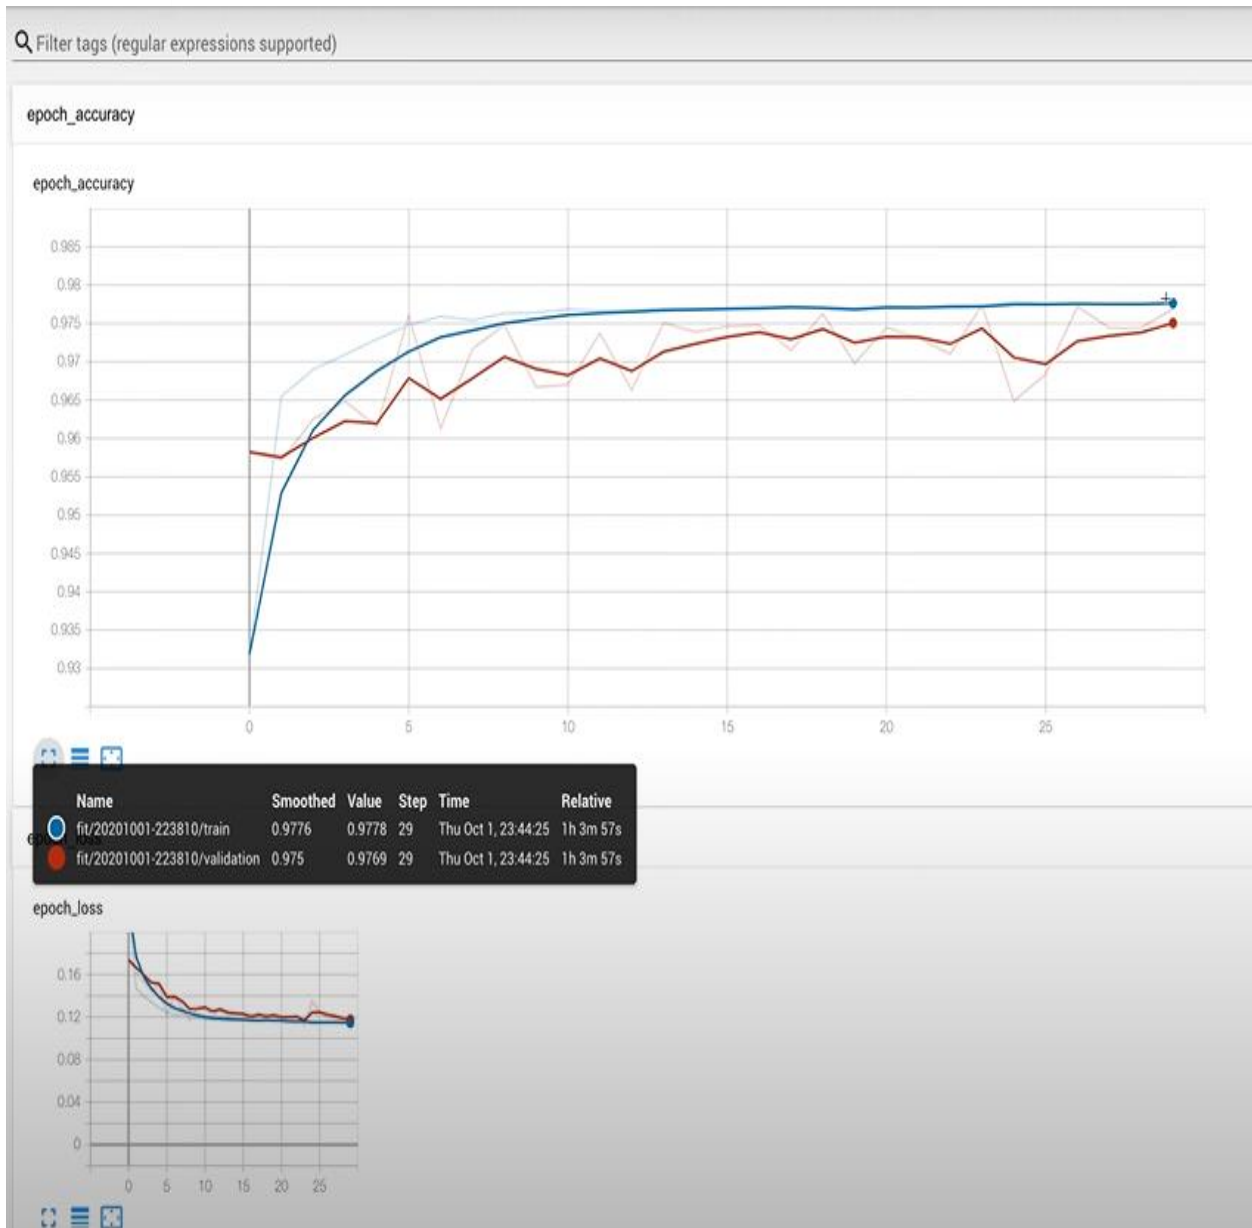 Filter tags (regular expressions supported)
epoch_accuracy
epoch_accuracy
0.985
0.98
0.975
0.97
0.965
0.96
0.955
0.95
0.945
0.94
0.935
0.93
0 5 10 15 20 25
Name Smoothed Value Step Time Relative
fit/20201001-223810/train 0.9776 0.9778 29 Thu Oct 1, 23:44:25 1h 3m 57s
fit/20201001-223810/validation 0.975 0.9769 29 Thu Oct 1, 23:44:25 1h 3m 57s
epoch_loss
0.16
0.12
0.08
0.04
0
0 5 10 15 20 25